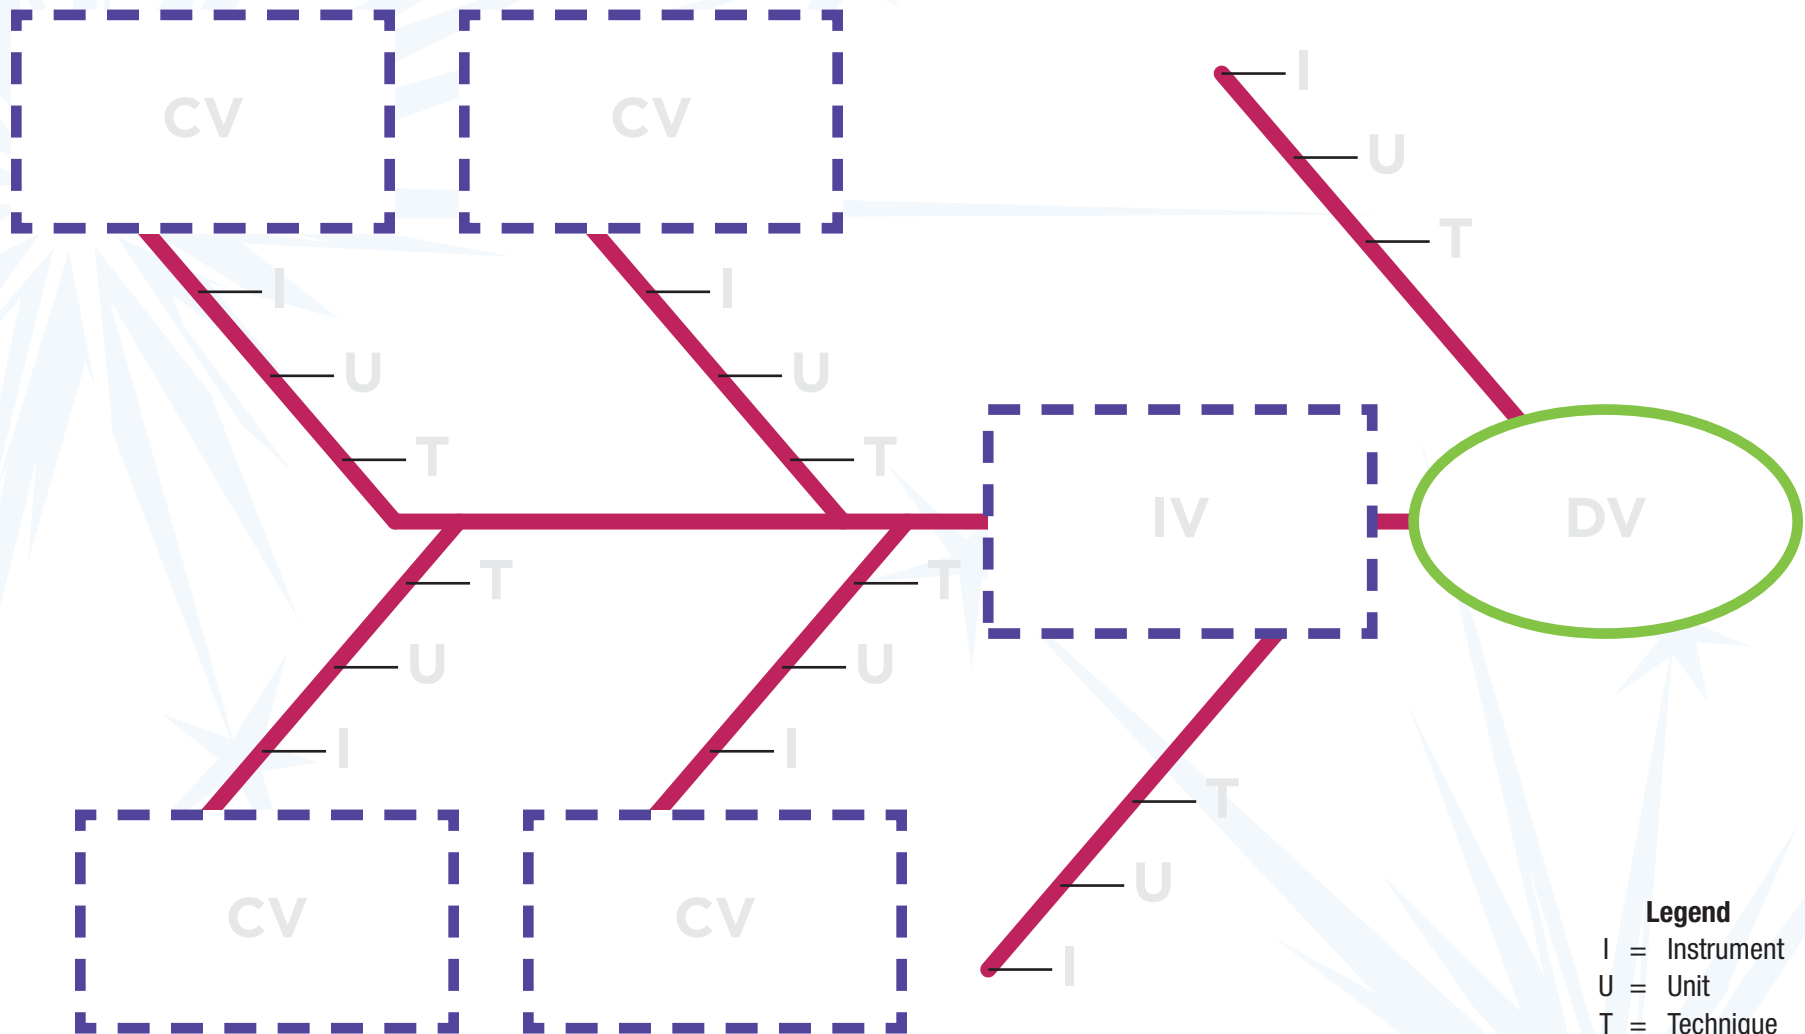 CV CV
I
U
T
I
U
T
I
U
T
IV DV
T
U
I
T
U
I
T
U
I
CV CV
Legend
I = Instrument
U = Unit
T = Technique